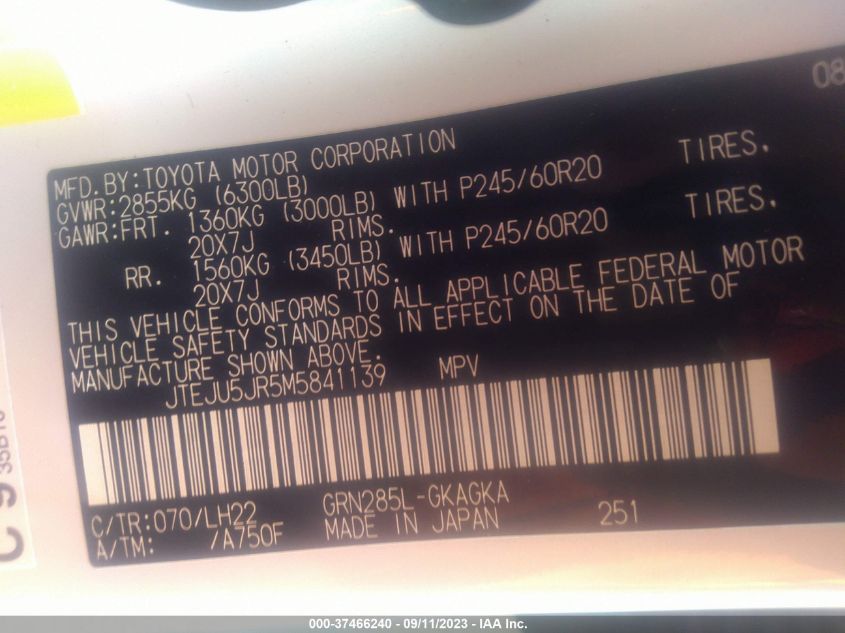 08
MFD.BY:TOYOTA MOTOR CORPORATION
GVWR:2855KG (6300LB)
GAWR:FRT. 1360KG (3000LB) WITH P245/60R20 TIRES,
20X7J RIMS.
RR. 1560KG (3450LB) WITH P245/60R20 TIRES,
20X7J RIMS.
THIS VEHICLE CONFORMS TO ALL APPLICABLE FEDERAL MOTOR
VEHICLE SAFETY STANDARDS IN EFFECT ON THE DATE OF
MANUFACTURE SHOWN ABOVE.
JTEJU5JR5M5841139 MPV
C/TR:070/LH22 GRN285L-GKAGKA
A/TM: /A750F MADE IN JAPAN 251
000-37466240 - 09/11/2023 - IAA Inc.